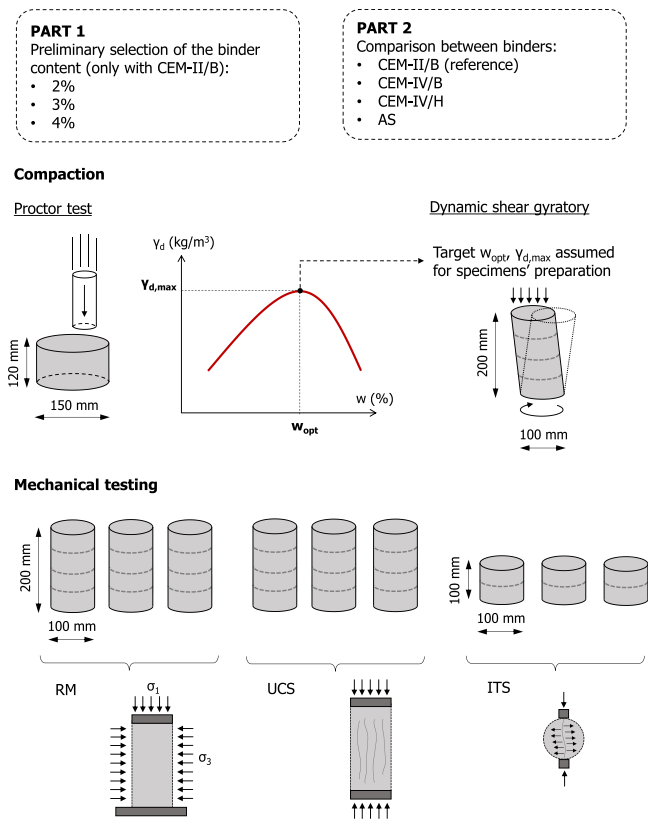 PART 1
Preliminary selection of the binder
content (only with CEM-II/B):
• 2%
• 3%
• 4%
PART 2
Comparison between binders:
• CEM-II/B (reference)
• CEM-IV/B
• CEM-IV/H
• AS
Compaction
Proctor test
120 mm
150 mm
γd (kg/m³)
γd,max
w (%)
wopt
Dynamic shear gyratory
Target wopt, γd,max assumed
for specimens' preparation
200 mm
100 mm
Mechanical testing
200 mm
100 mm
100 mm
100 mm
RM
σ1
σ3
UCS
ITS